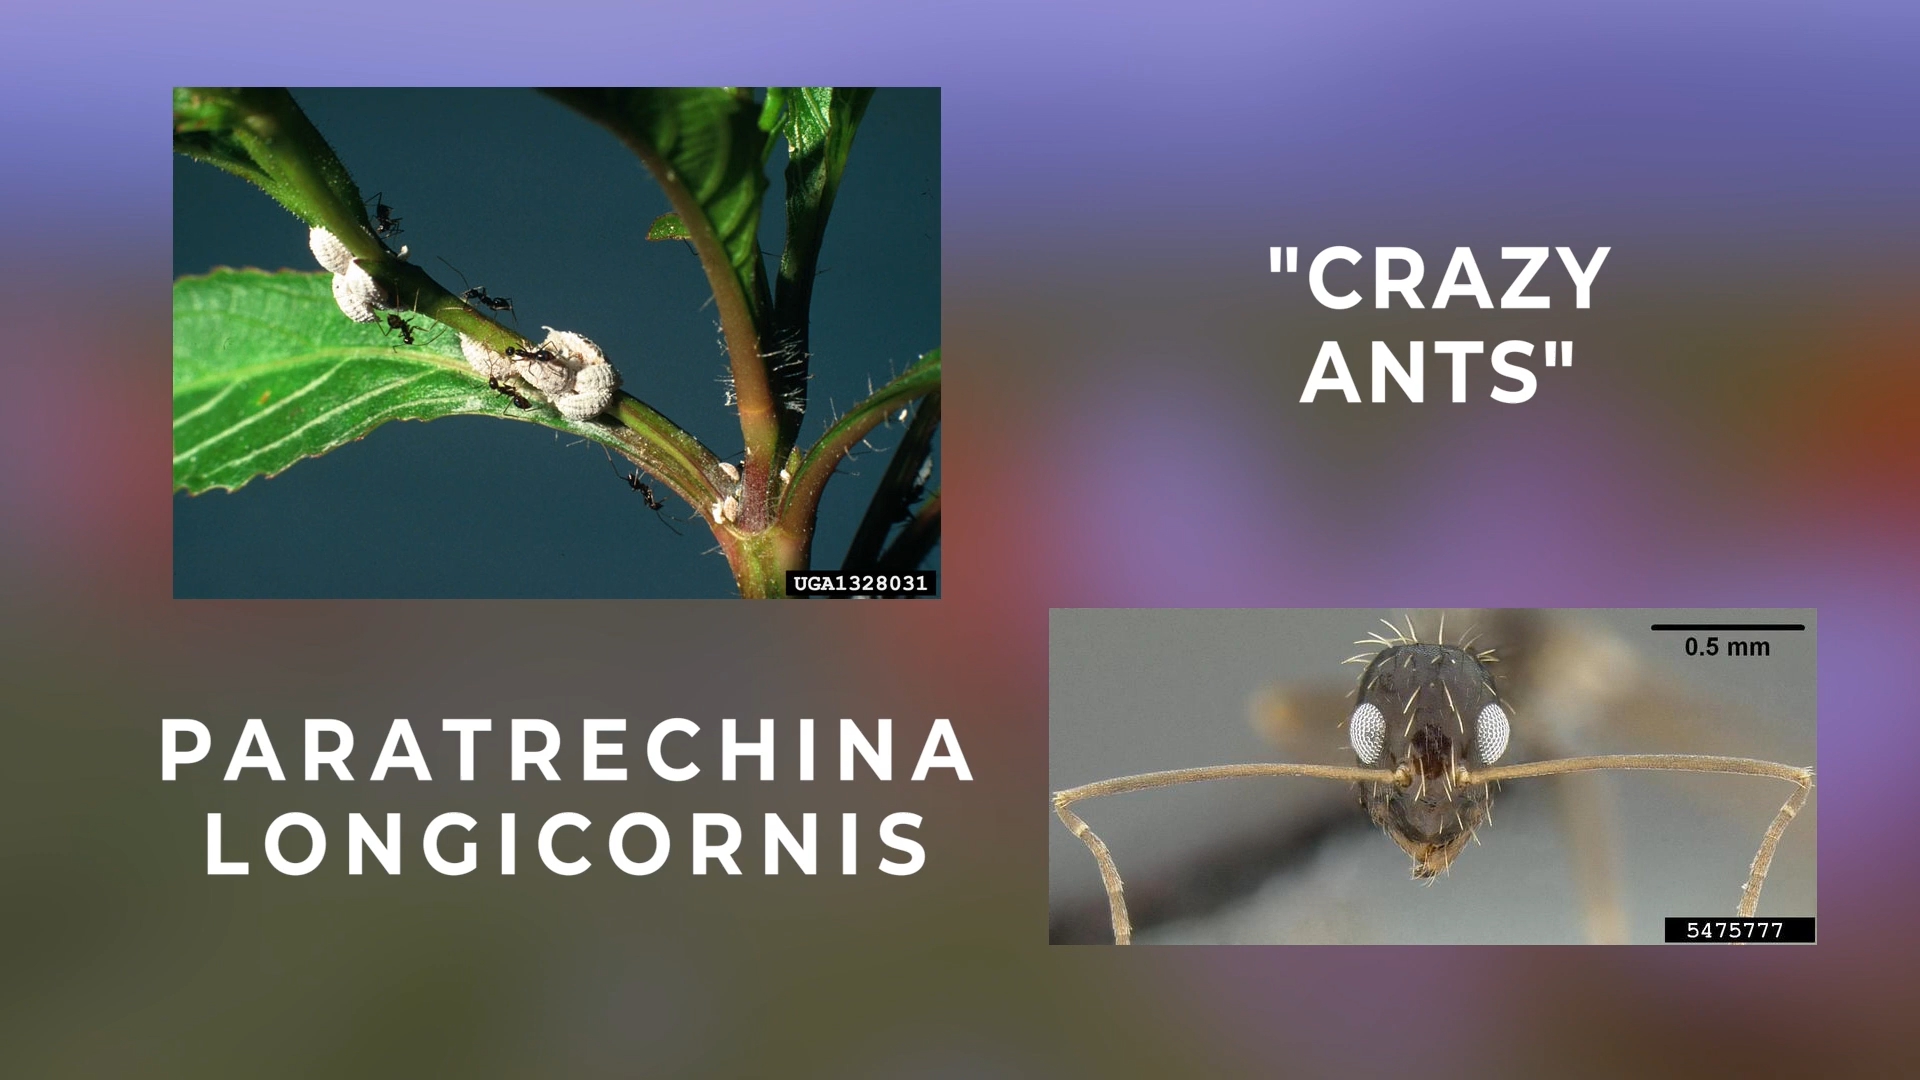 "CRAZY
ANTS"
UGA1328031
0.5 mm
PARATRECHINA
LONGICORNIS
5475777